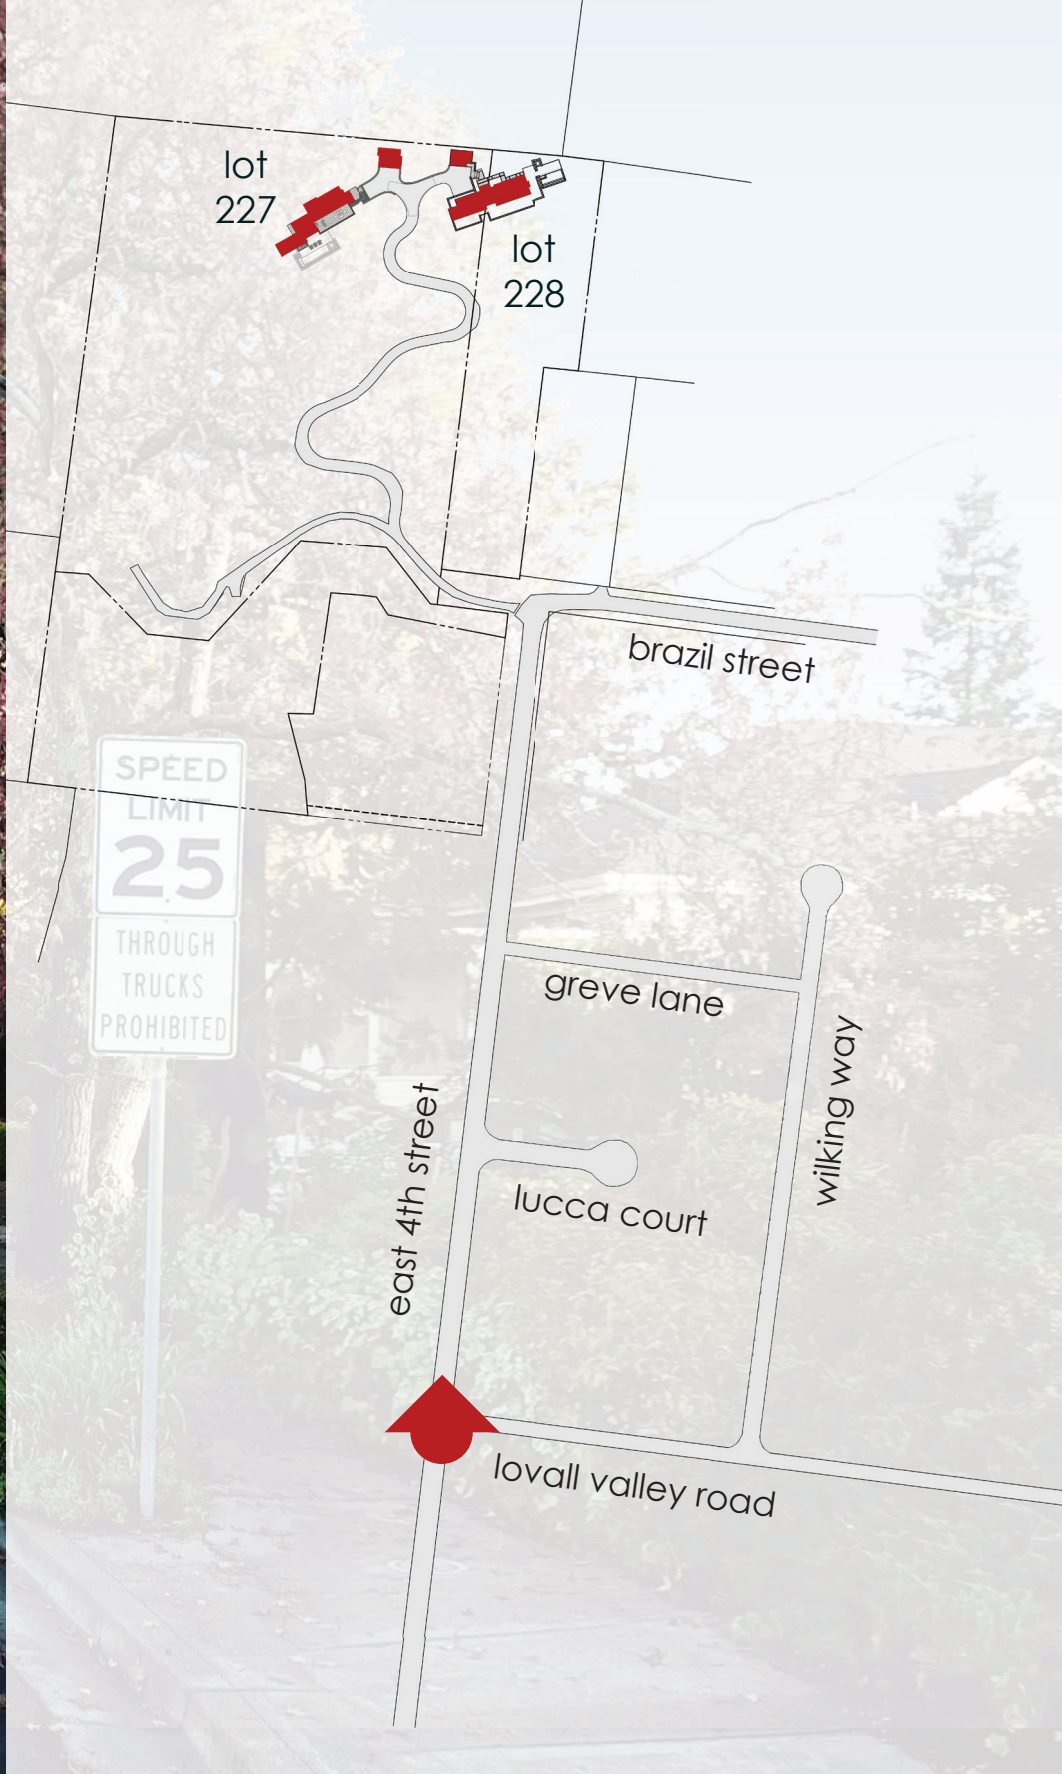 lot
227
lot
228
brazil street
SPEED
LIMIT
25
THROUGH
TRUCKS
PROHIBITED
greve lane
wilking way
east 4th street
lucca court
lovall valley road